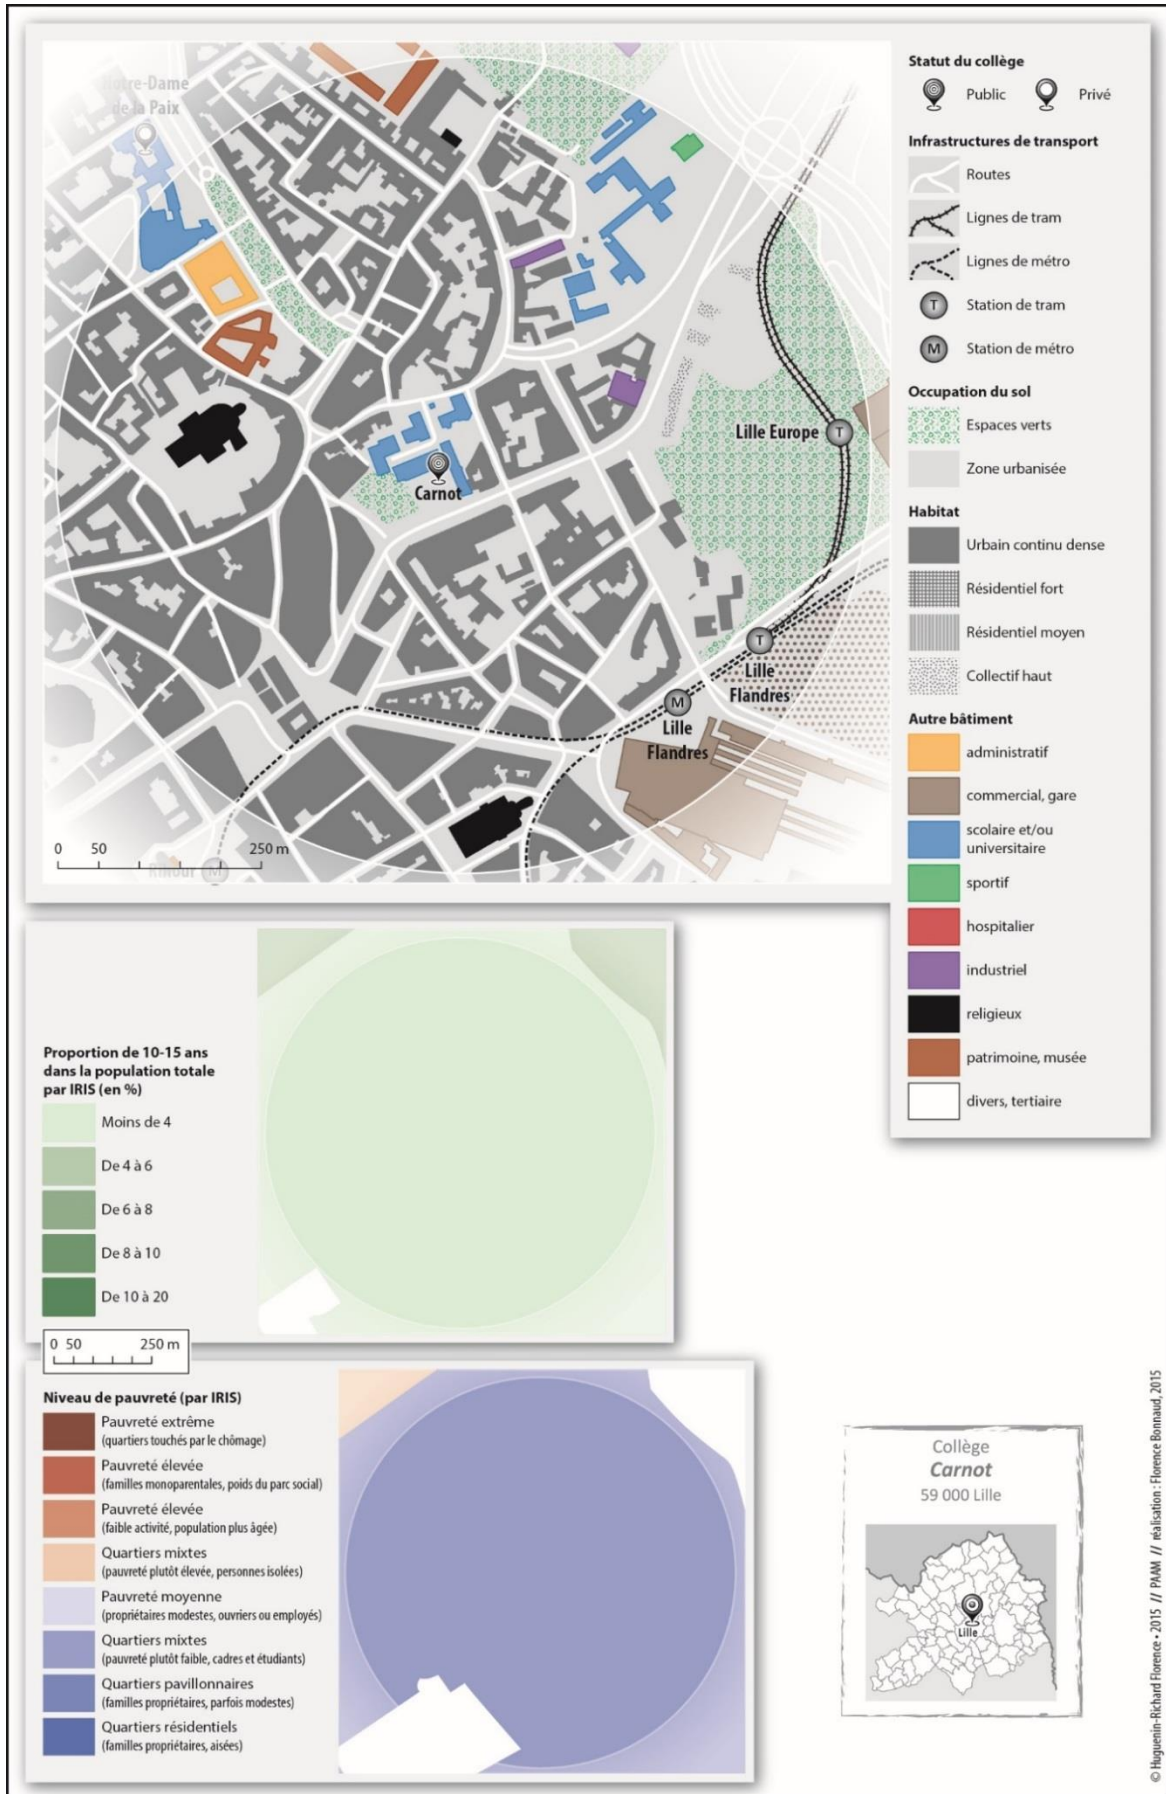 Notre-Dame
de la Paix
Carnot
Lille Europe
T
T
Lille
Flandres
M
Lille
Flandres
Rihour
M
0 50 250 m
Statut du collège
Public Privé
Infrastructures de transport
Routes
Lignes de tram
Lignes de métro
T Station de tram
M Station de métro
Occupation du sol
Espaces verts
Zone urbanisée
Habitat
Urbain continu dense
Résidentiel fort
Résidentiel moyen
Collectif haut
Autre bâtiment
administratif
commercial, gare
scolaire et/ou
universitaire
sportif
hospitalier
industriel
religieux
patrimoine, musée
divers, tertiaire
Proportion de 10-15 ans
dans la population totale
par IRIS (en %)
Moins de 4
De 4 à 6
De 6 à 8
De 8 à 10
De 10 à 20
0 50 250 m
Niveau de pauvreté (par IRIS)
Pauvreté extrême
(quartiers touchés par le chômage)
Pauvreté élevée
(familles monoparentales, poids du parc social)
Pauvreté élevée
(faible activité, population plus âgée)
Quartiers mixtes
(pauvreté plutôt élevée, personnes isolées)
Pauvreté moyenne
(propriétaires modestes, ouvriers ou employés)
Quartiers mixtes
(pauvreté plutôt faible, cadres et étudiants)
Quartiers pavillonnaires
(familles propriétaires, parfois modestes)
Quartiers résidentiels
(familles propriétaires, aisées)
Collège
Carnot
59 000 Lille
Lille
© Huguenin-Richard Florence • 2015 // PAAM // réalisation : Florence Bonnaud, 2015